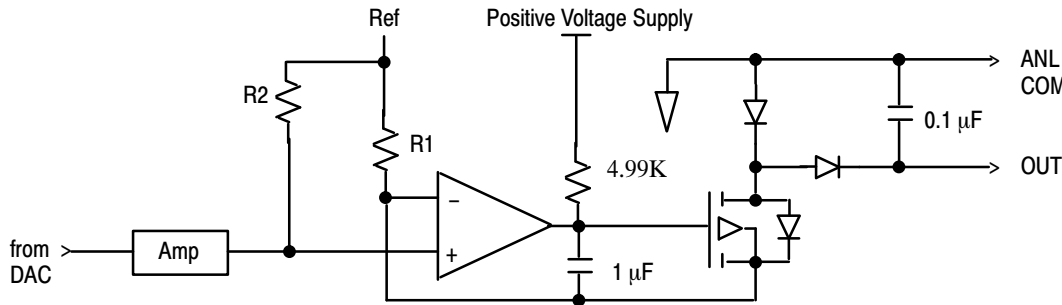 Ref
Positive Voltage Supply
R2
R1
ANL
COM
0.1 μF
4.99K
OUT
−
+
from
DAC
Amp
1 μF